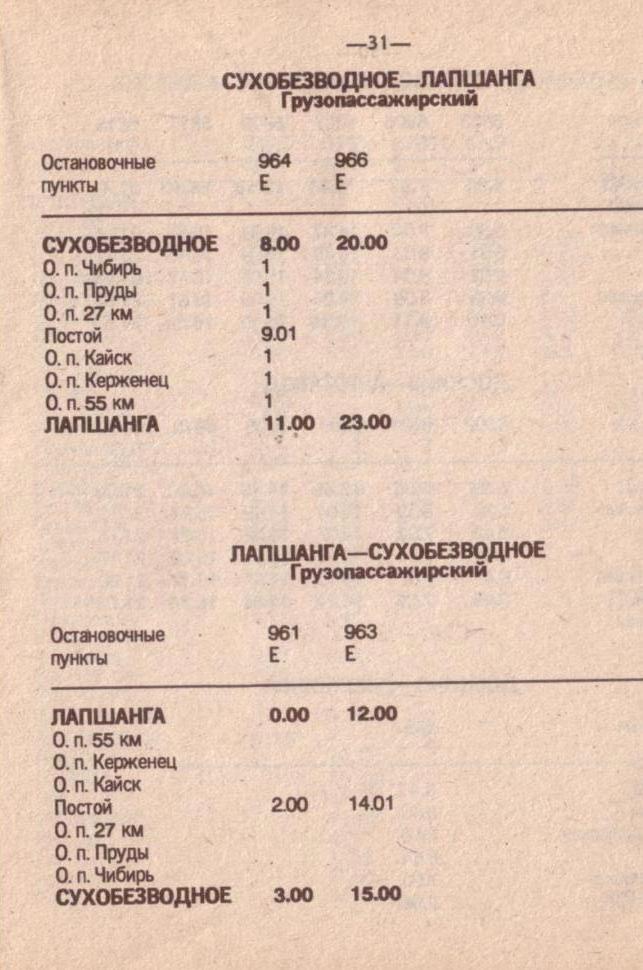 —31—
СУХОБЕЗВОДНОЕ—ЛАПШАНГА
Грузопассажирский
Остановочные 964 966
пункты Е Е
СУХОБЕЗВОДНОЕ 8.00 20.00
О. п. Чибирь 1
О. п. Пруды 1
О. п. 27 км 1
Постой 9.01
О. п. Кайск 1
О. п. Керженец 1
О. п. 55 км 1
ЛАПШАНГА 11.00 23.00
ЛАПШАНГА—СУХОБЕЗВОДНОЕ
Грузопассажирский
Остановочные 961 963
пункты Е Е
ЛАПШАНГА 0.00 12.00
О. п. 55 км
О. п. Керженец
О. п. Кайск
Постой 2.00 14.01
О. п. 27 км
О. п. Пруды
О. п. Чибирь
СУХОБЕЗВОДНОЕ 3.00 15.00